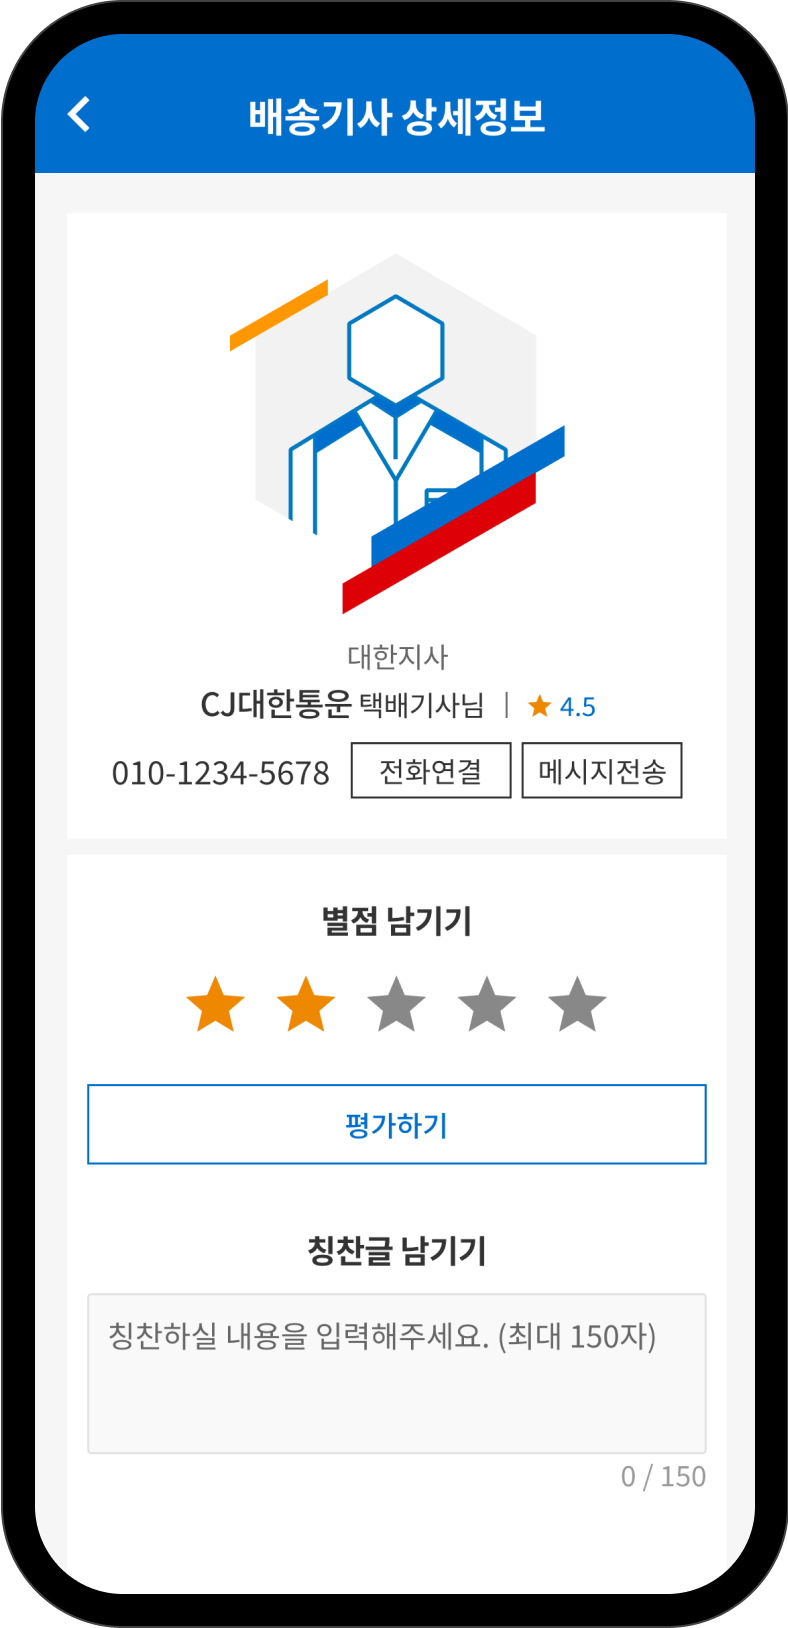 배송기사 상세정보
대한지사
CJ대한통운 택배기사님 | 4.5
010-1234-5678 전화연결 메시지전송
별점 남기기
평가하기
칭찬글 남기기
칭찬하실 내용을 입력해주세요. (최대 150자)
0 / 150